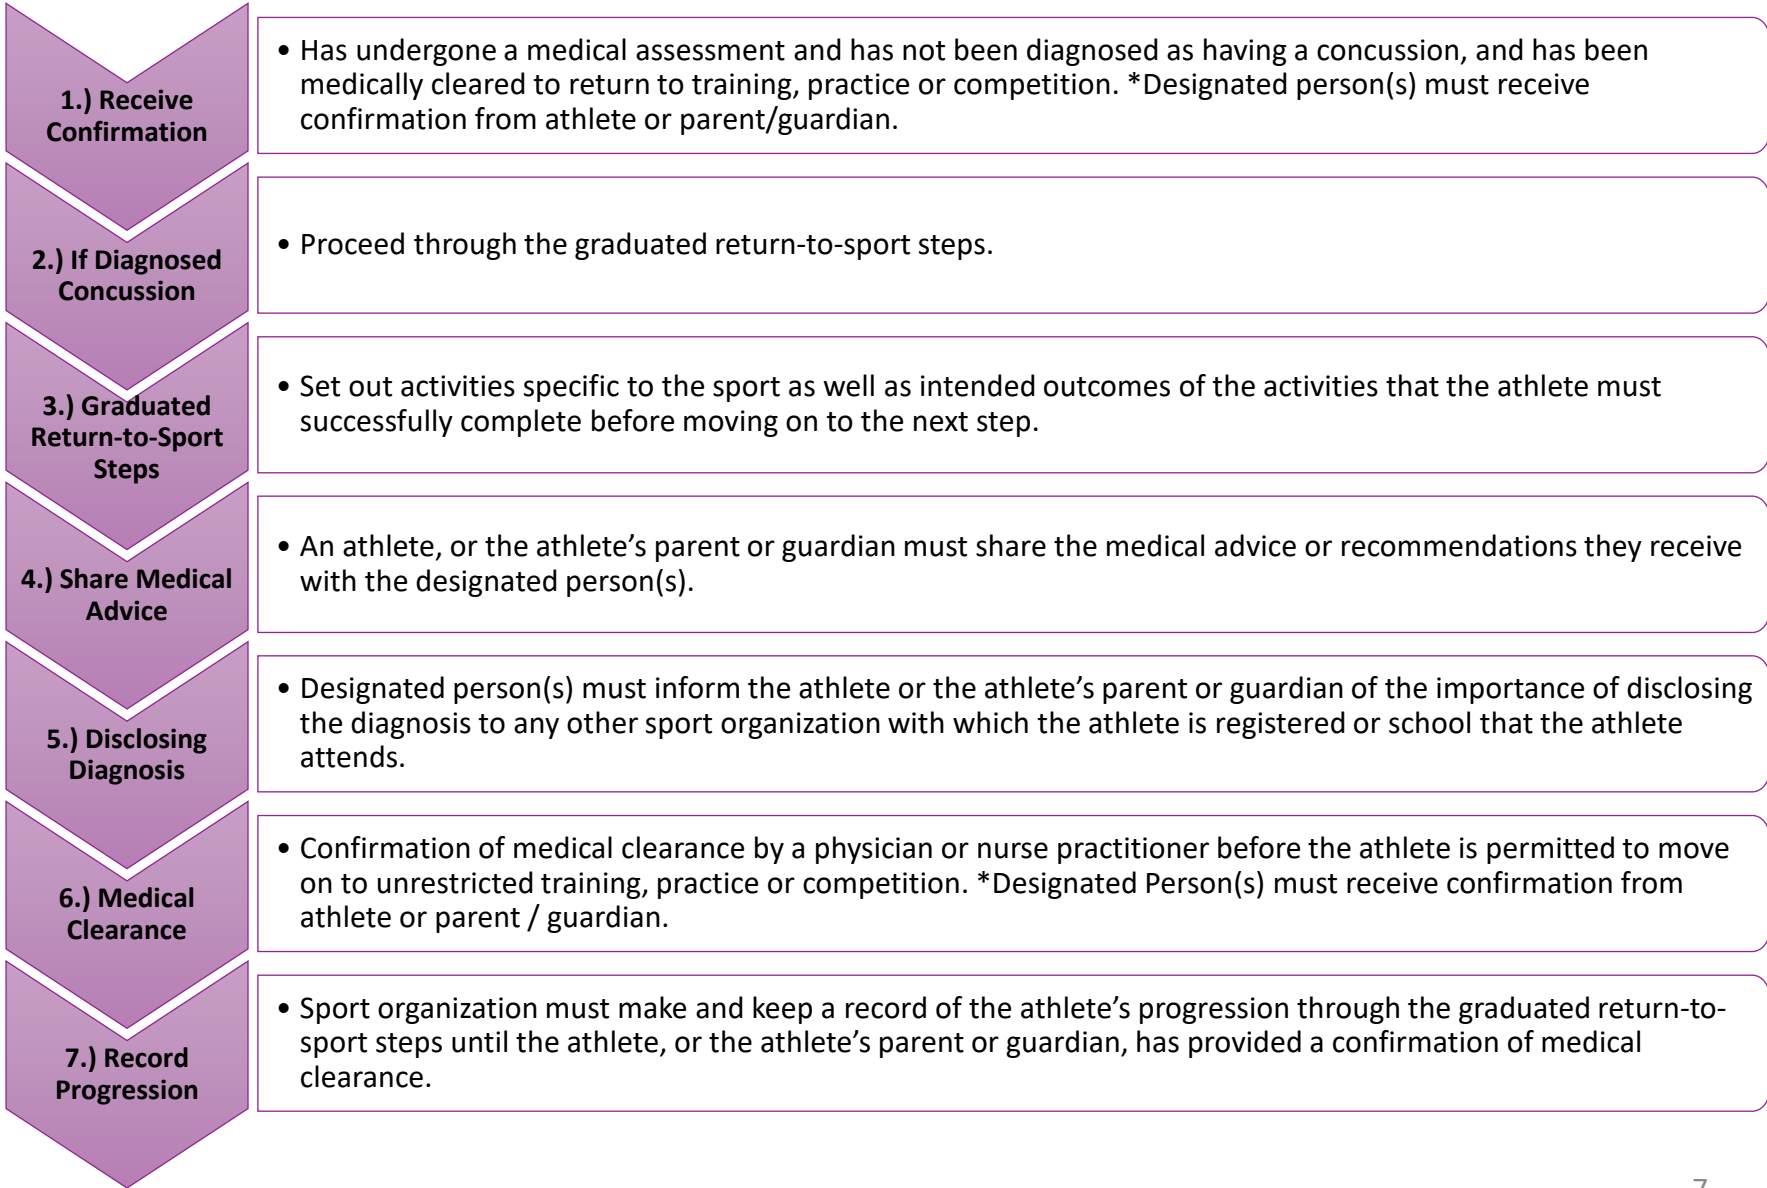 1.) Receive
Confirmation
• Has undergone a medical assessment and has not been diagnosed as having a concussion, and has been
medically cleared to return to training, practice or competition. *Designated person(s) must receive
confirmation from athlete or parent/guardian.
2.) If Diagnosed
Concussion
• Proceed through the graduated return-to-sport steps.
3.) Graduated
Return-to-Sport
Steps
• Set out activities specific to the sport as well as intended outcomes of the activities that the athlete must
successfully complete before moving on to the next step.
4.) Share Medical
Advice
• An athlete, or the athlete’s parent or guardian must share the medical advice or recommendations they receive
with the designated person(s).
5.) Disclosing
Diagnosis
• Designated person(s) must inform the athlete or the athlete’s parent or guardian of the importance of disclosing
the diagnosis to any other sport organization with which the athlete is registered or school that the athlete
attends.
6.) Medical
Clearance
• Confirmation of medical clearance by a physician or nurse practitioner before the athlete is permitted to move
on to unrestricted training, practice or competition. *Designated Person(s) must receive confirmation from
athlete or parent / guardian.
7.) Record
Progression
• Sport organization must make and keep a record of the athlete’s progression through the graduated return-to-
sport steps until the athlete, or the athlete’s parent or guardian, has provided a confirmation of medical
clearance.
7